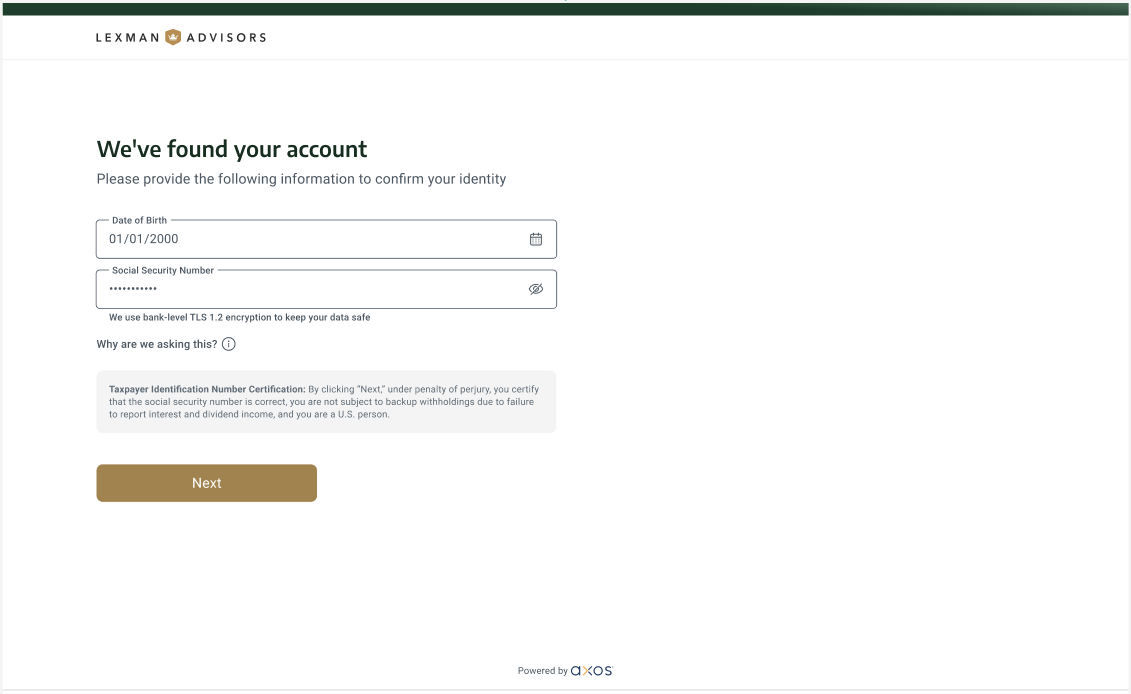 LEXMAN ADVISORS
We've found your account
Please provide the following information to confirm your identity
Date of Birth
01/01/2000
Social Security Number
•••••••••••
We use bank-level TLS 1.2 encryption to keep your data safe
Why are we asking this?
Taxpayer Identification Number Certification: By clicking “Next,” under penalty of perjury, you certify
that the social security number is correct, you are not subject to backup withholdings due to failure
to report interest and dividend income, and you are a U.S. person.
Next
Powered by axos